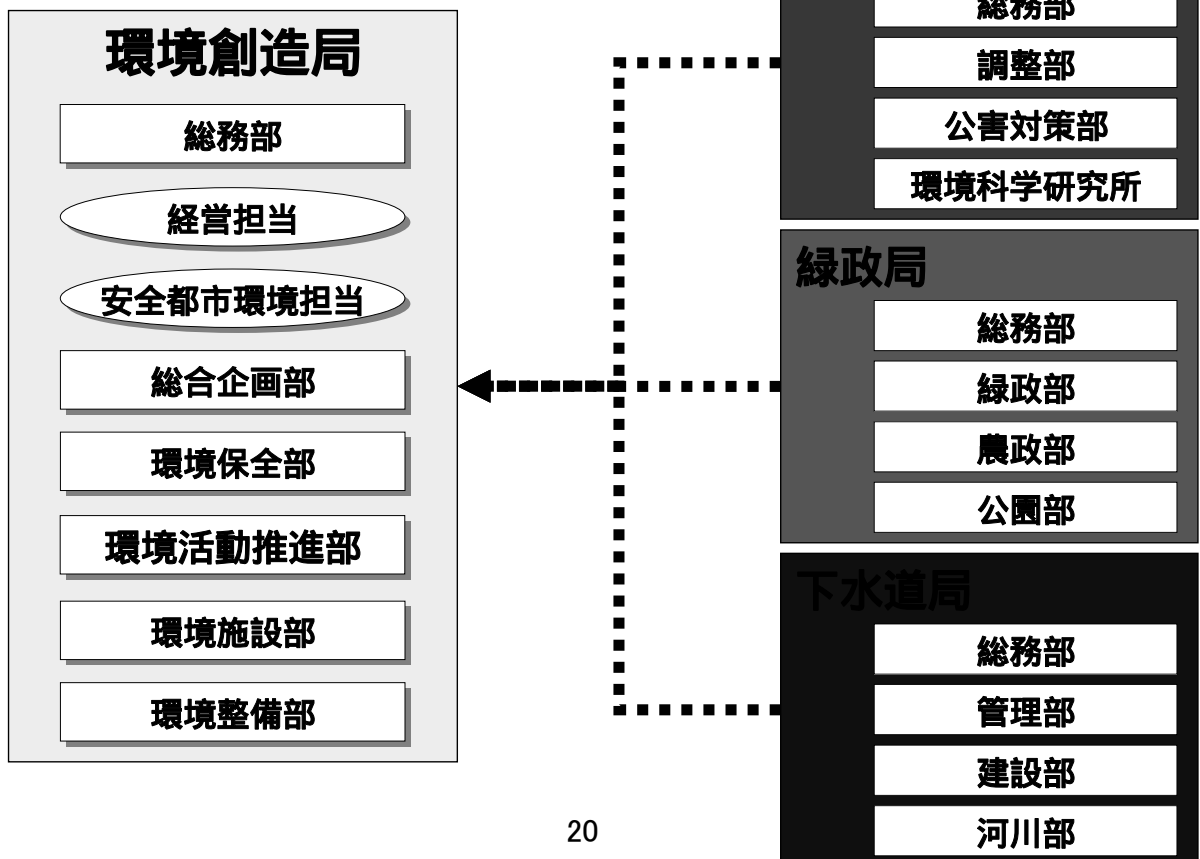 環境創造局
総務部
経営担当
安全都市環境担当
総合企画部
環境保全部
環境活動推進部
環境施設部
環境整備部
総務部
調整部
公害対策部
環境科学研究所
緑政局
総務部
緑政部
農政部
公園部
下水道局
総務部
管理部
建設部
河川部
20